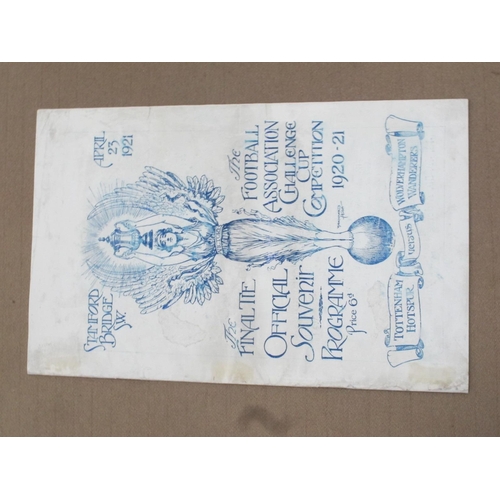 STAMFORD
BRIDGE
S.W.
APRIL
23
1921
The
FINAL TIE
OFFICIAL
Souvenir
PROGRAMME
Price 6d
The
FOOTBALL
ASSOCIATION
CHALLENGE
CUP
COMPETITION
1920-21
TOTTENHAM
HOTSPUR
versus
WOLVERHAMPTON
WANDERERS